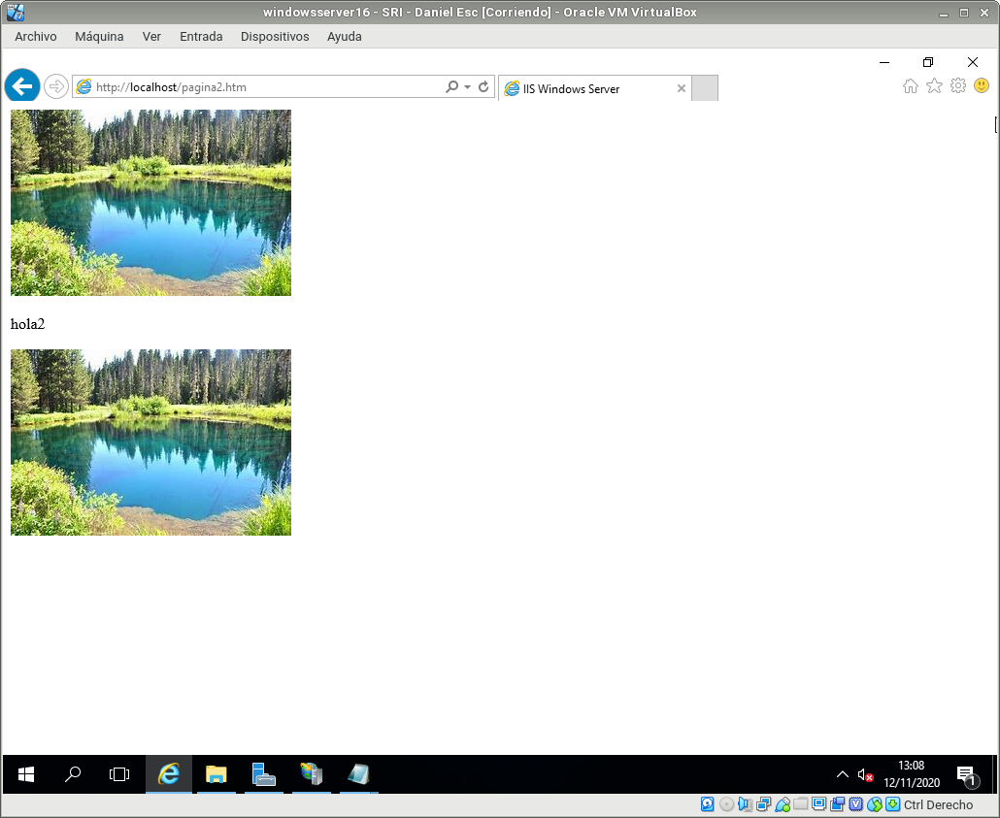 windowsserver16 - SRI - Daniel Esc [Corriendo] - Oracle VM VirtualBox
Archivo Máquina Ver Entrada Dispositivos Ayuda
http://localhost/pagina2.htm IIS Windows Server
hola2
13:08
12/11/2020
1
Ctrl Derecho